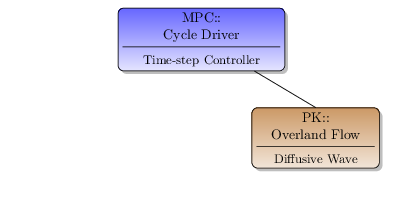 MPC::
Cycle Driver
Time-step Controller
PK::
Overland Flow
Diffusive Wave